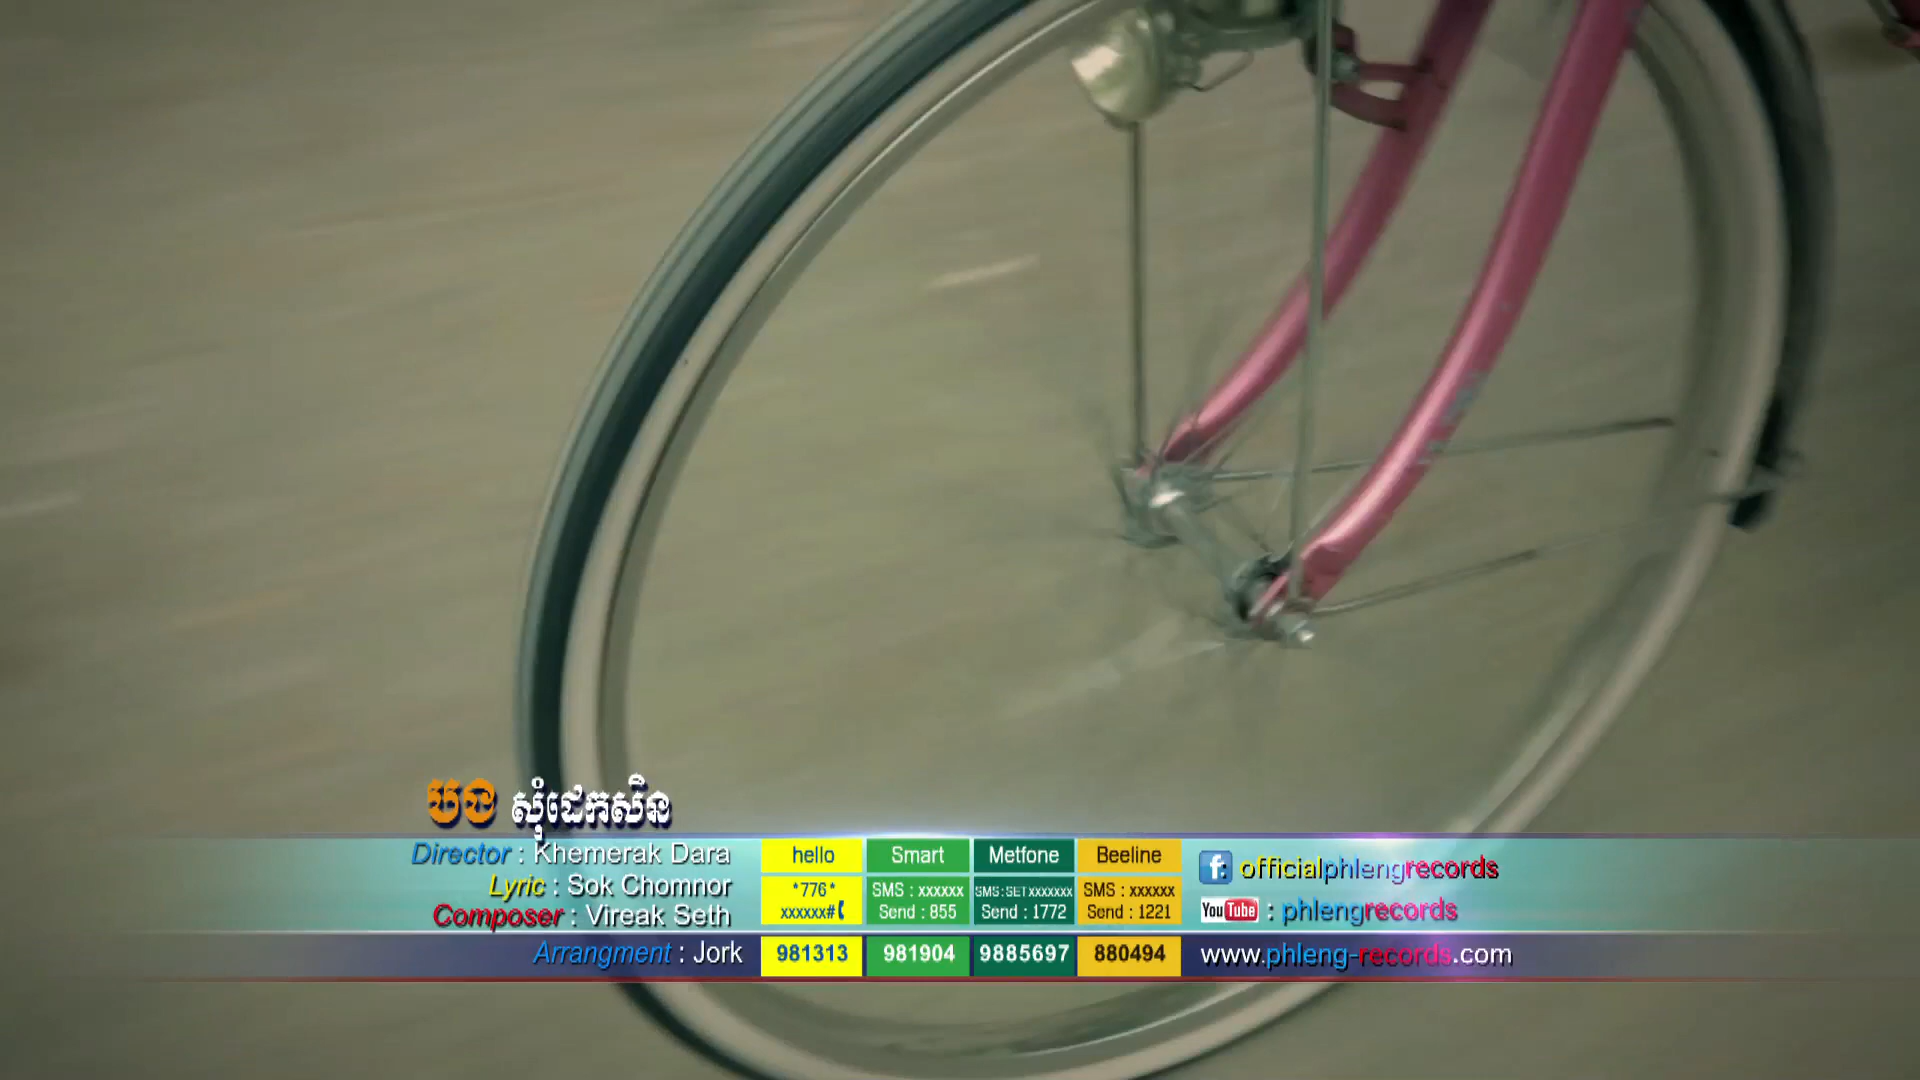 បង សុំដេកសិន
Director : Khemerak Dara
Lyric : Sok Chomnor
Composer : Vireak Seth
Arrangment : Jork
hello Smart Metfone Beeline
*776* SMS : xxxxxx SMS : SET xxxxxxx SMS : xxxxxx
xxxxxx# Send : 855 Send : 1772 Send : 1221
981313 981904 9885697 880494
f: officialphlengrecords
YouTube : phlengrecords
www.phleng-records.com